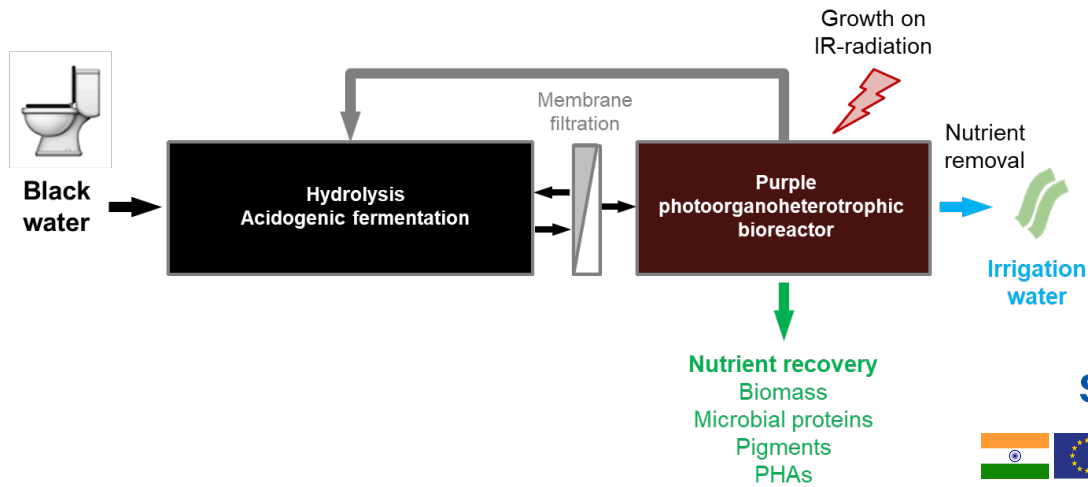 Growth on
IR-radiation
Membrane
filtration
Nutrient
removal
Black
water
Hydrolysis
Acidogenic fermentation
Purple
photoorganoheterotrophic
bioreactor
Irrigation
water
Nutrient recovery
Biomass
Microbial proteins
Pigments
PHAs